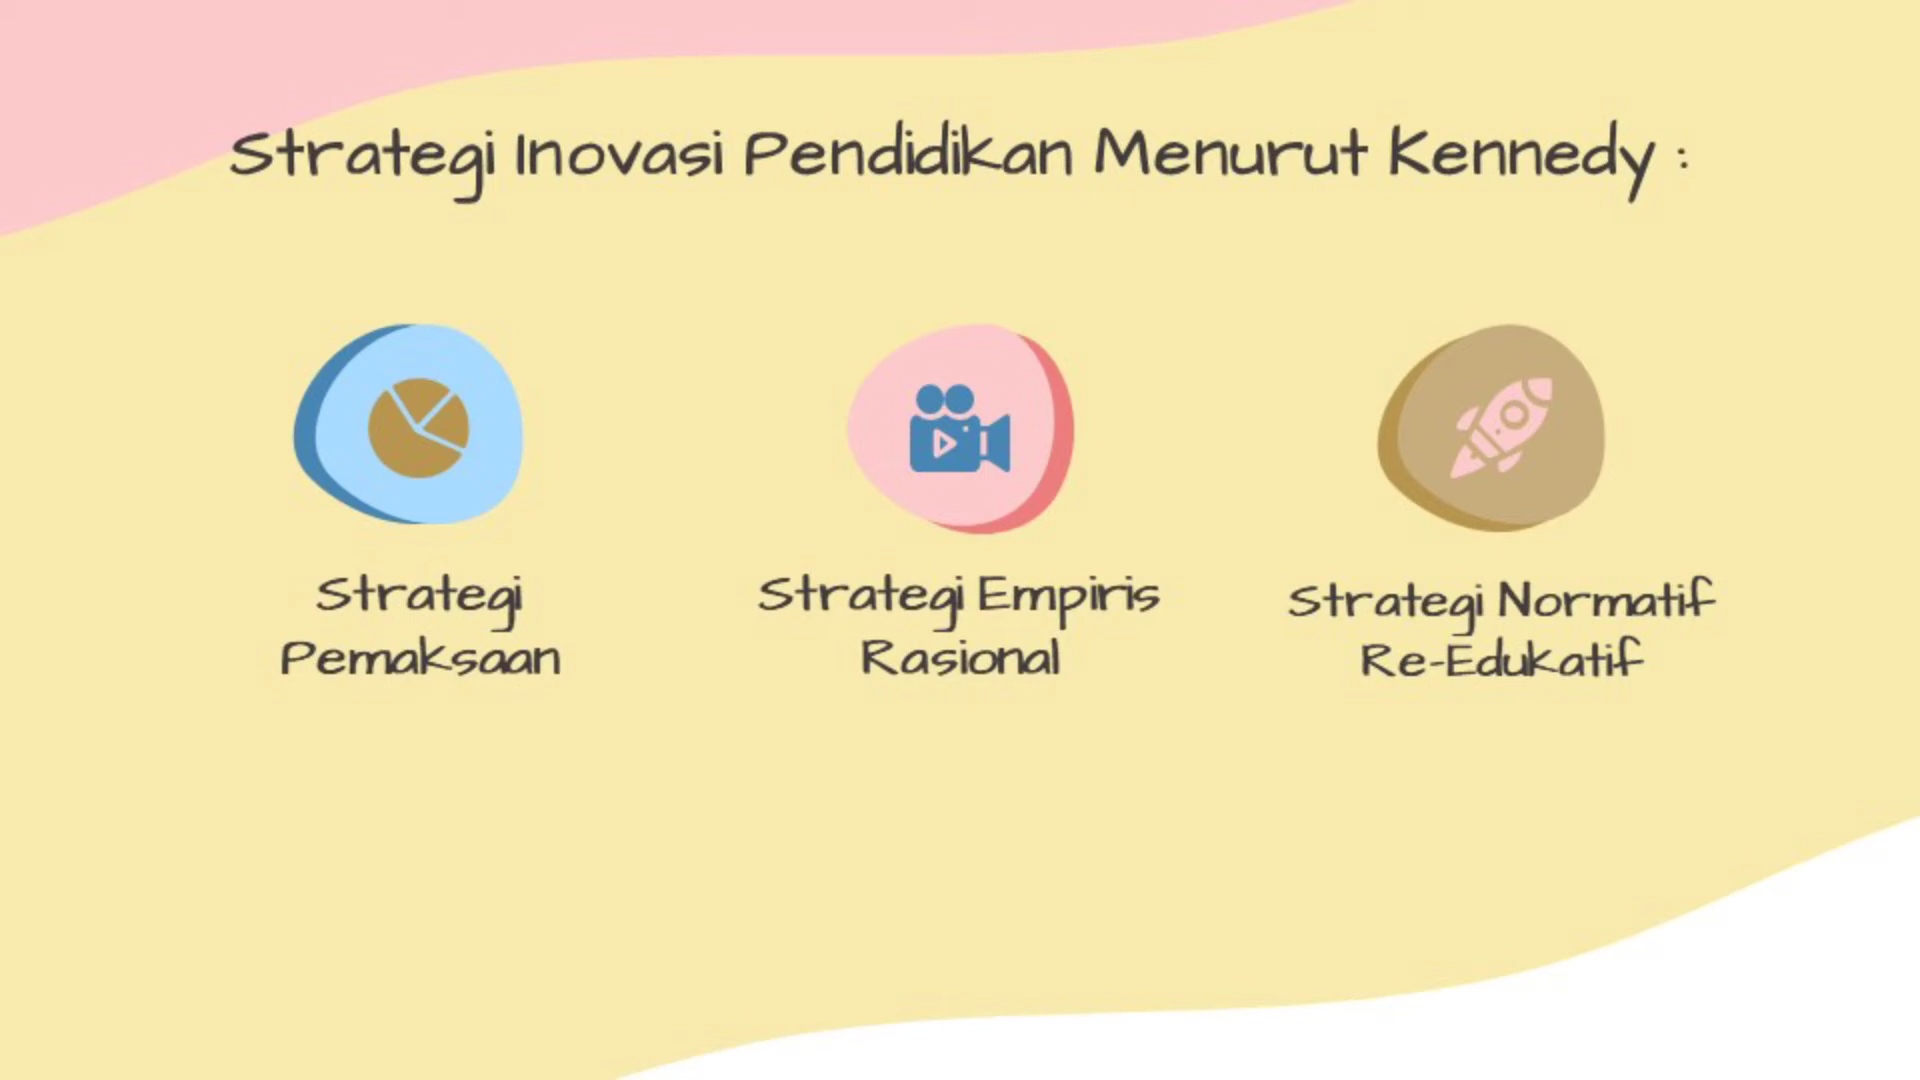 Strategi Inovasi Pendidikan Menurut Kennedy :
Strategi
Pemaksaan
Strategi Empiris
Rasional
Strategi Normatif
Re-Edukatif